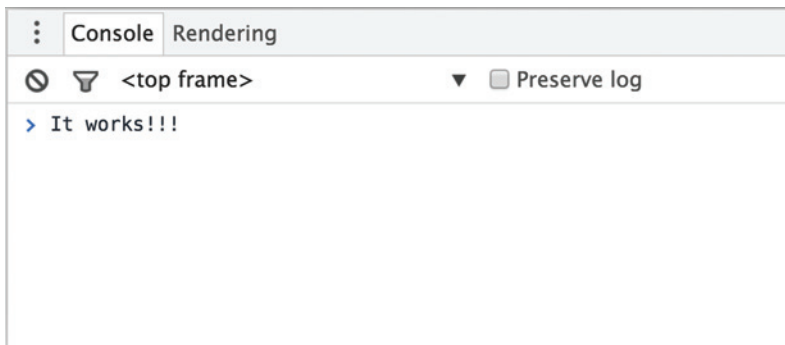 Console Rendering
<top frame> ▼ Preserve log
> It works!!!